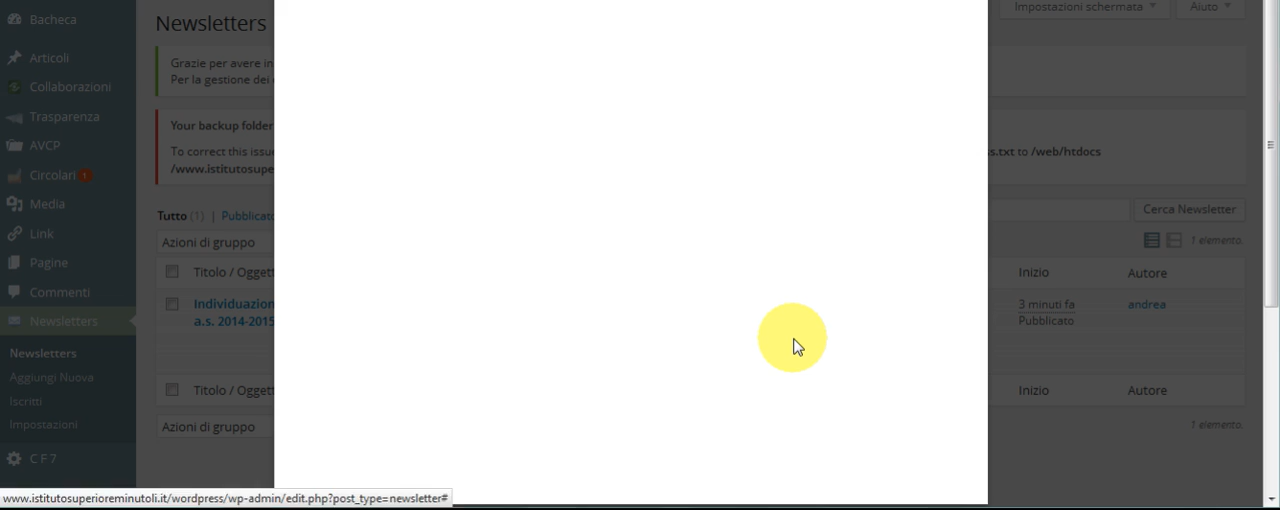 Bacheca
Articoli
Collaborazioni
Trasparenza
AVCP
Circolari 1
Media
Link
Pagine
Commenti
Newsletters
Newsletters
Aggiungi Nuova
Iscritti
Impostazioni
CF7
Newsletters
Impostazioni schermata
Aiuto
Grazie per avere in
Per la gestione dei
Your backup folder
To correct this issue
s.txt to /web/htdocs
/www.istitutosupe
Tutto (1) | Pubblicato
Cerca Newsletter
Azioni di gruppo
1 elemento.
Titolo / Oggett
Inizio
Autore
Individuazion
a.s. 2014-2015
3 minuti fa
Pubblicato
andrea
Titolo / Oggett
Inizio
Autore
Azioni di gruppo
1 elemento.
www.istitutosuperioreminutoli.it/wordpress/wp-admin/edit.php?post_type=newsletter#